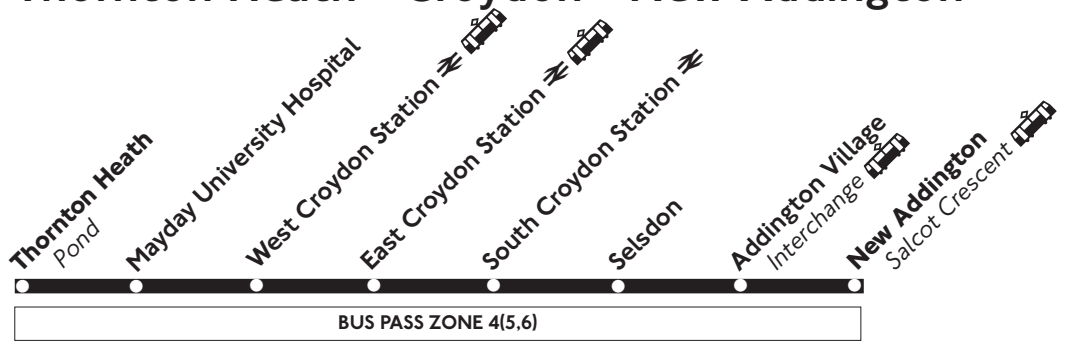 Thornton Heath – Croydon – New Addington
Thornton Heath
Pond
Mayday University Hospital
West Croydon Station
East Croydon Station
South Croydon Station
Selsdon
Addington Village
Interchange
New Addington
Salcot Crescent
BUS PASS ZONE 4(5,6)